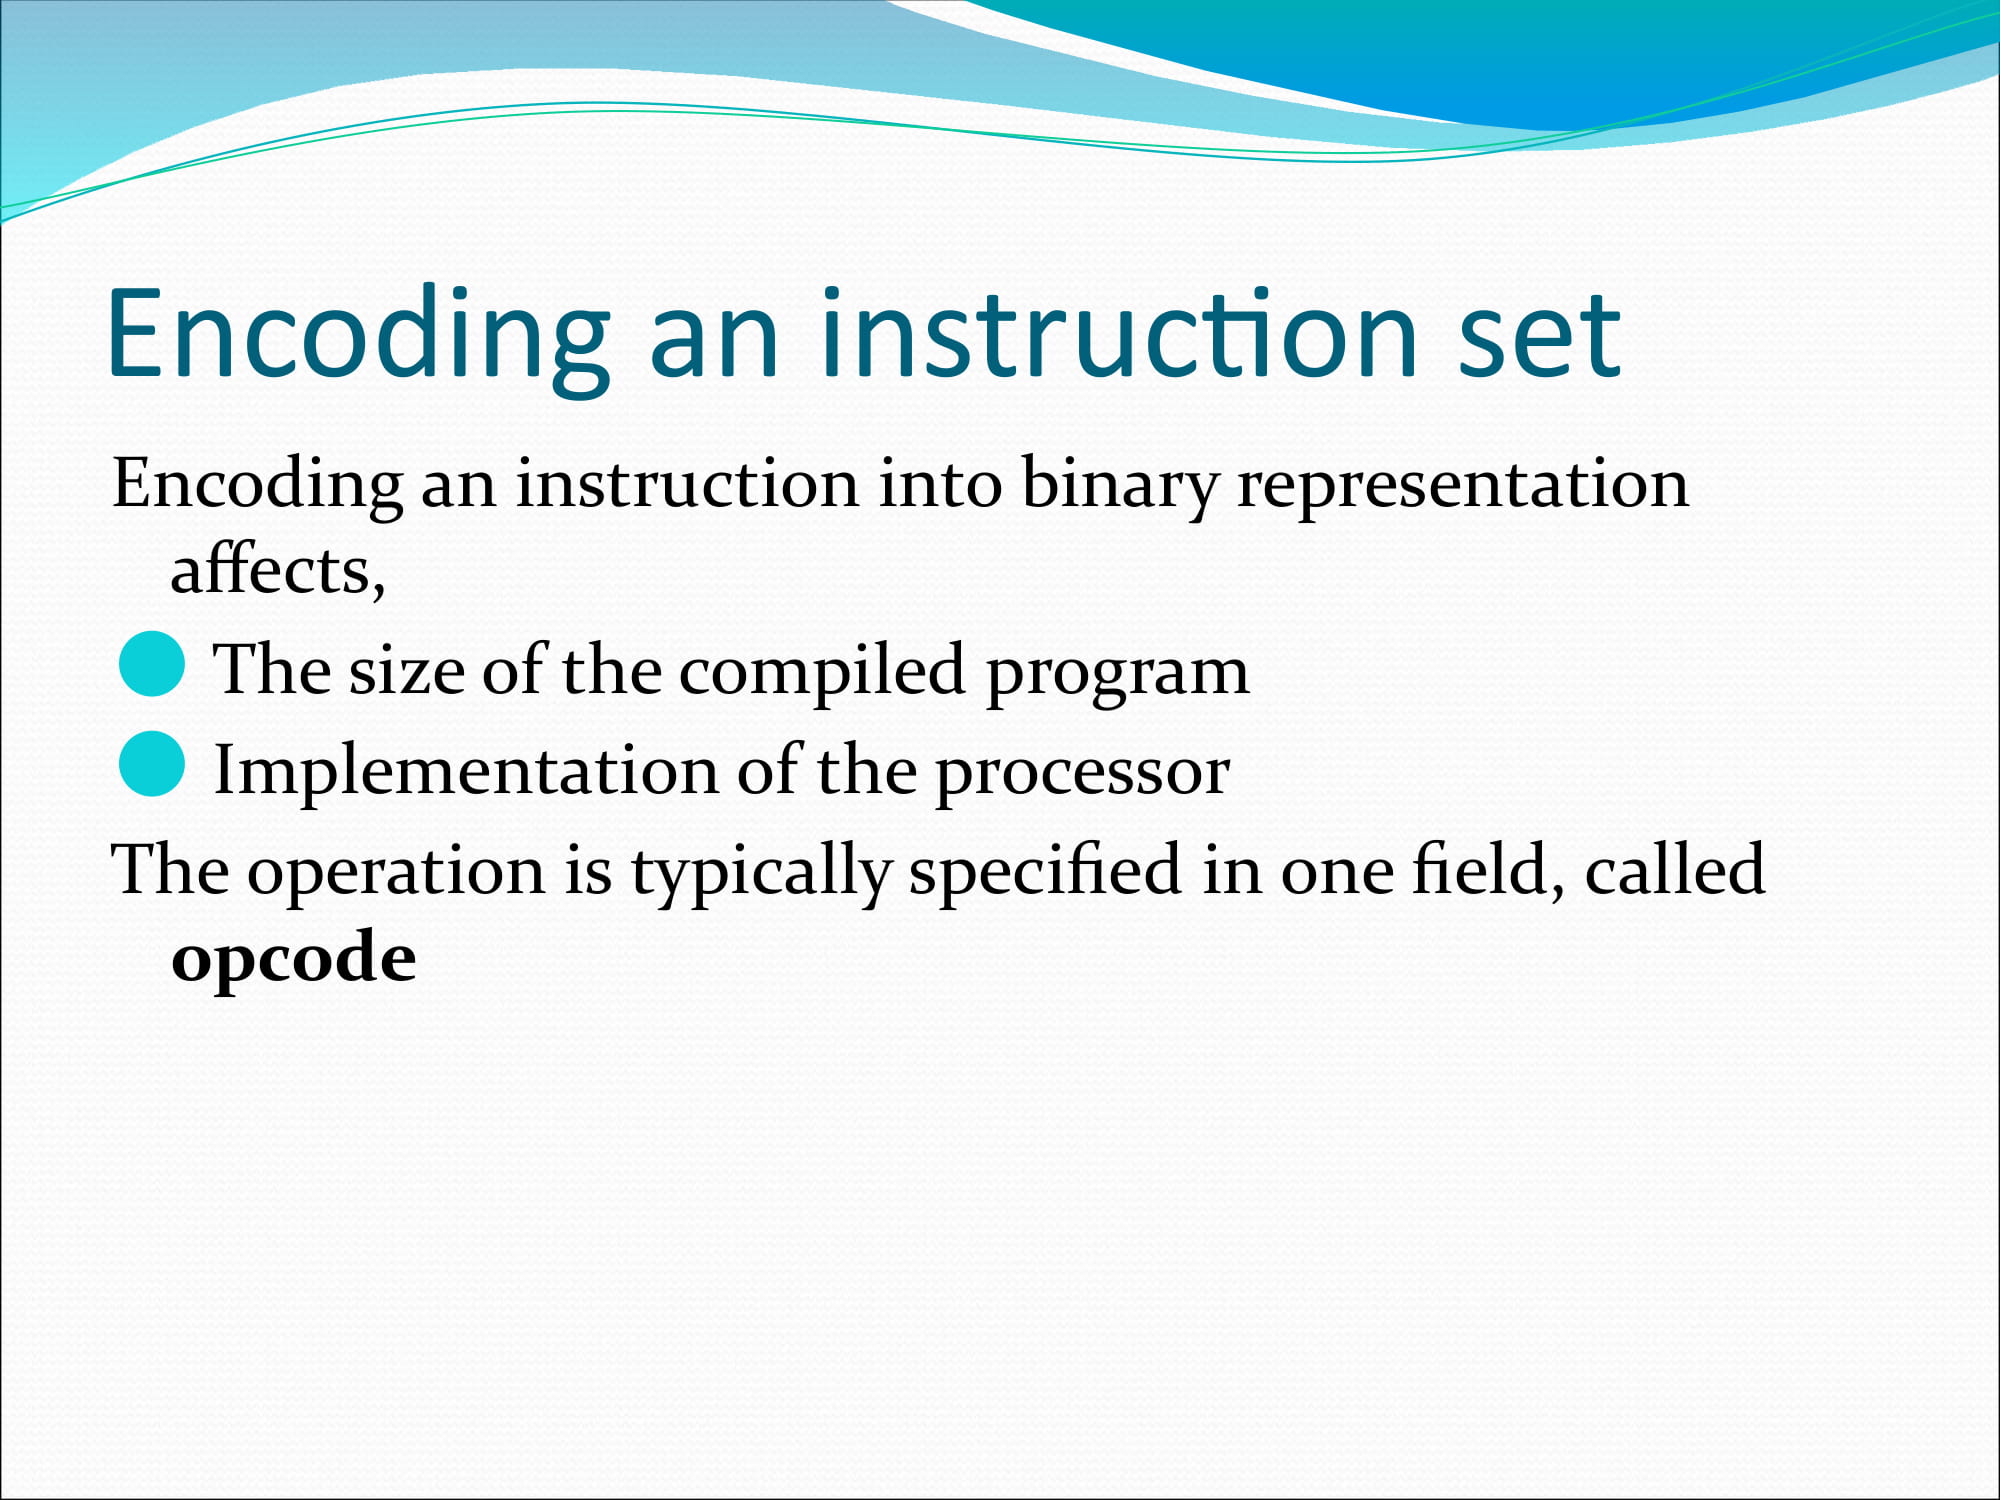 Encoding an instruction set
Encoding an instruction into binary representation
affects,
The size of the compiled program
Implementation of the processor
The operation is typically specified in one field, called
opcode